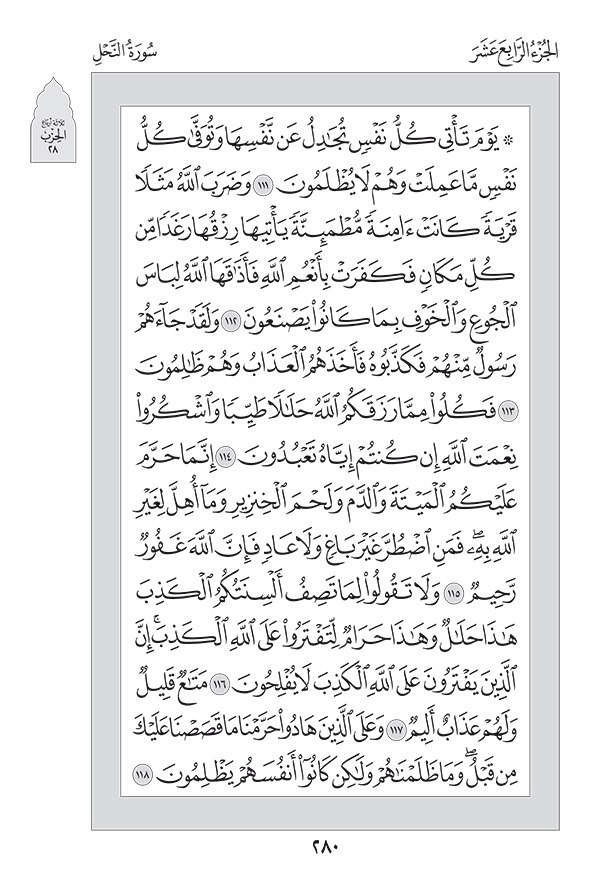 الجُزْءُ الرَّابِعَ عَشَرَ
سُورَةُ النَّحْلِ
ثلاثة أرباع
الحزب
٢٨
۞ يَوْمَ تَأْتِي كُلُّ نَفْسٖ تُجَٰدِلُ عَن نَّفْسِهَا وَتُوَفَّىٰ كُلُّ
نَفْسٖ مَّا عَمِلَتْ وَهُمْ لَا يُظْلَمُونَ ١١١ وَضَرَبَ ٱللَّهُ مَثَلٗا
قَرْيَةٗ كَانَتْ ءَامِنَةٗ مُّطْمَئِنَّةٗ يَأْتِيهَا رِزْقُهَا رَغَدٗا مِّن
كُلِّ مَكَانٖ فَكَفَرَتْ بِأَنْعُمِ ٱللَّهِ فَأَذَٰقَهَا ٱللَّهُ لِبَاسَ
ٱلْجُوعِ وَٱلْخَوْفِ بِمَا كَانُوا۟ يَصْنَعُونَ ١١٢ وَلَقَدْ جَآءَهُمْ
رَسُولٞ مِّنْهُمْ فَكَذَّبُوهُ فَأَخَذَهُمُ ٱلْعَذَابُ وَهُمْ ظَٰلِمُونَ
١١٣ فَكُلُوا۟ مِمَّا رَزَقَكُمُ ٱللَّهُ حَلَٰلٗا طَيِّبٗا وَٱشْكُرُوا۟
نِعْمَتَ ٱللَّهِ إِن كُنتُمْ إِيَّاهُ تَعْبُدُونَ ١١٤ إِنَّمَا حَرَّمَ
عَلَيْكُمُ ٱلْمَيْتَةَ وَٱلدَّمَ وَلَحْمَ ٱلْخِنزِيرِ وَمَآ أُهِلَّ لِغَيْرِ
ٱللَّهِ بِهِۦۖ فَمَنِ ٱضْطُرَّ غَيْرَ بَاغٖ وَلَا عَادٖ فَإِنَّ ٱللَّهَ غَفُورٞ
رَّحِيمٞ ١١٥ وَلَا تَقُولُوا۟ لِمَا تَصِفُ أَلْسِنَتُكُمُ ٱلْكَذِبَ
هَٰذَا حَلَٰلٞ وَهَٰذَا حَرَامٞ لِّتَفْتَرُوا۟ عَلَى ٱللَّهِ ٱلْكَذِبَۚ إِنَّ
ٱلَّذِينَ يَفْتَرُونَ عَلَى ٱللَّهِ ٱلْكَذِبَ لَا يُفْلِحُونَ ١١٦ مَتَٰعٞ قَلِيلٞ
وَلَهُمْ عَذَابٌ أَلِيمٞ ١١٧ وَعَلَى ٱلَّذِينَ هَادُوا۟ حَرَّمْنَا مَا قَصَصْنَا عَلَيْكَ
مِن قَبْلُۖ وَمَا ظَلَمْنَٰهُمْ وَلَٰكِن كَانُوٓا۟ أَنفُسَهُمْ يَظْلِمُونَ ١١٨
٢٨٠